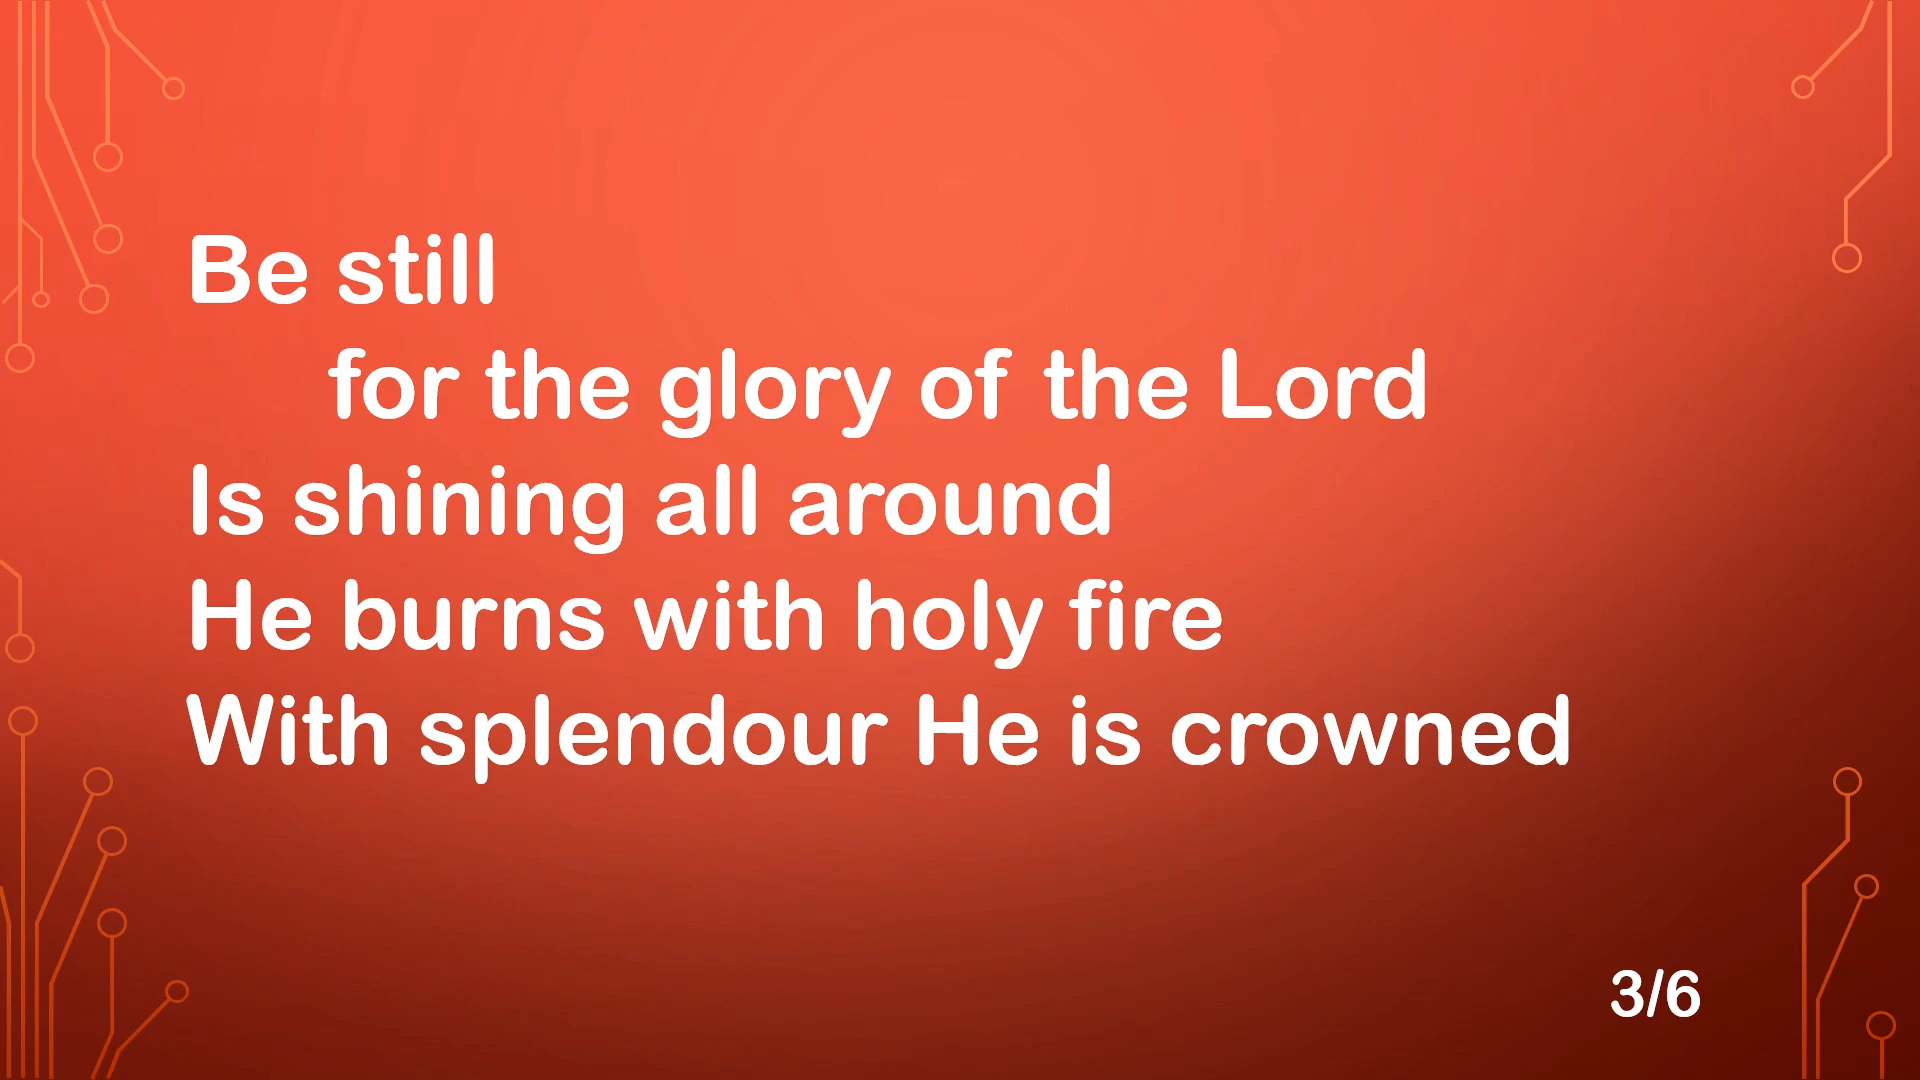 Be still
for the glory of the Lord
Is shining all around
He burns with holy fire
With splendour He is crowned
3/6